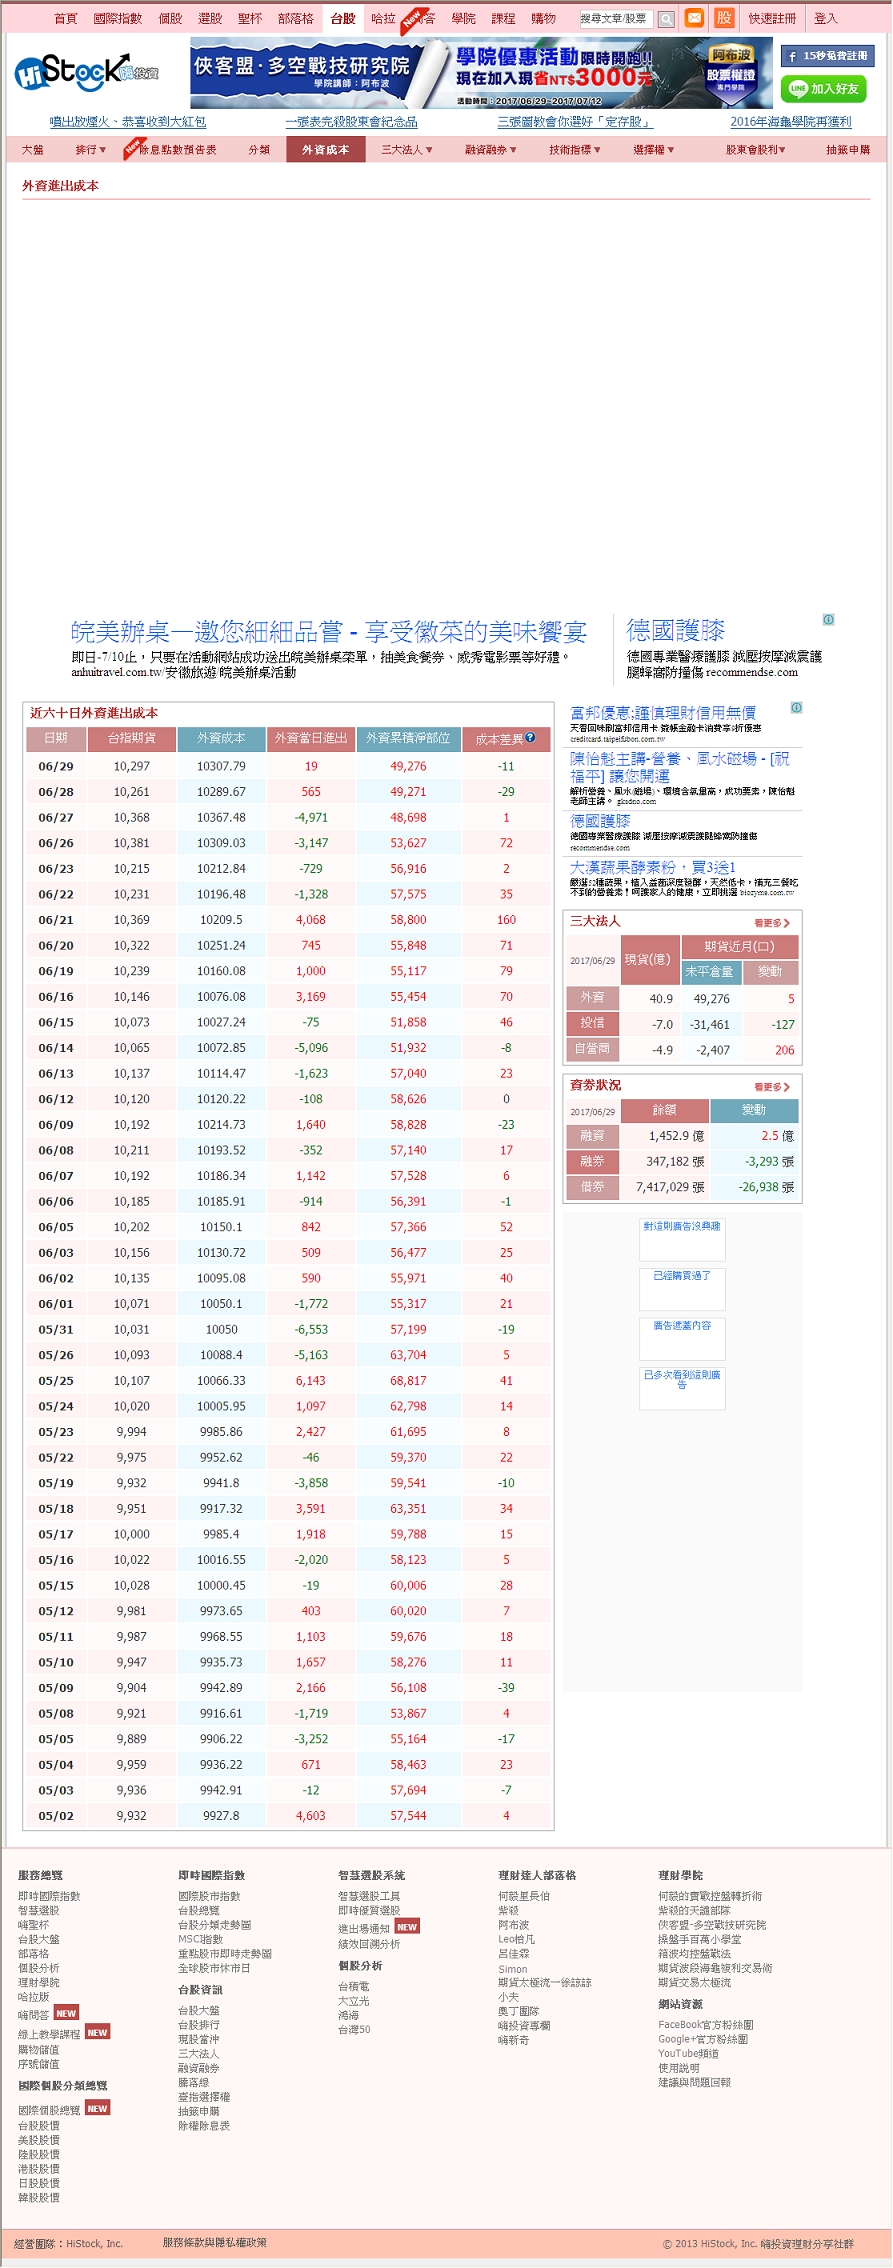 首頁 國際指數 個股 選股 聖杯 部落格 台股 哈拉 New 答 學院 課程 購物 搜尋文章/股票 股 快速註冊 登入
HiStock 嗨投資
俠客盟·多空戰技研究院
學院講師：阿布波
學院優惠活動限時開跑!!
現在加入現省NT$3000元
活動時間：2017/06/29~2017/07/12
阿布波
股票權證
專門學院
f 15秒免費註冊
LINE 加入好友
噴出放煙火、恭喜收到大紅包 一張表完殺股東會紀念品 三張圖教會你選好「定存股」 2016年海龜學院再獲利
大盤 排行▼ New 除息點數預告表 分類 外資成本 三大法人▼ 融資融券▼ 技術指標▼ 選擇權▼ 股東會股利▼ 抽籤申購
外資進出成本
皖美辦桌一邀您細細品嘗 - 享受徽菜的美味饗宴
即日-7/10止，只要在活動網站成功送出皖美辦桌菜單，抽美食餐券、威秀電影票等好禮。
anhuitravel.com.tw/安徽旅遊/皖美辦桌活動
德國護膝
德國專業醫療護膝 減壓按摩減震護
腿蜂窩防撞傷 recommendse.com
近六十日外資進出成本
日期 台指期貨 外資成本 外資當日進出 外資累積淨部位 成本差異?
06/29 10,297 10307.79 19 49,276 -11
06/28 10,261 10289.67 565 49,271 -29
06/27 10,368 10367.48 -4,971 48,698 1
06/26 10,381 10309.03 -3,147 53,627 72
06/23 10,215 10212.84 -729 56,916 2
06/22 10,231 10196.48 -1,328 57,575 35
06/21 10,369 10209.5 4,068 58,800 160
06/20 10,322 10251.24 745 55,848 71
06/19 10,239 10160.08 1,000 55,117 79
06/16 10,146 10076.08 3,169 55,454 70
06/15 10,073 10027.24 -75 51,858 46
06/14 10,065 10072.85 -5,096 51,932 -8
06/13 10,137 10114.47 -1,623 57,040 23
06/12 10,120 10120.22 -108 58,626 0
06/09 10,192 10214.73 1,640 58,828 -23
06/08 10,211 10193.52 -352 57,140 17
06/07 10,192 10186.34 1,142 57,528 6
06/06 10,185 10185.91 -914 56,391 -1
06/05 10,202 10150.1 842 57,366 52
06/03 10,156 10130.72 509 56,477 25
06/02 10,135 10095.08 590 55,971 40
06/01 10,071 10050.1 -1,772 55,317 21
05/31 10,031 10050 -6,553 57,199 -19
05/26 10,093 10088.4 -5,163 63,704 5
05/25 10,107 10066.33 6,143 68,817 41
05/24 10,020 10005.95 1,097 62,798 14
05/23 9,994 9985.86 2,427 61,695 8
05/22 9,975 9952.62 -46 59,370 22
05/19 9,932 9941.8 -3,858 59,541 -10
05/18 9,951 9917.32 3,591 63,351 34
05/17 10,000 9985.4 1,918 59,788 15
05/16 10,022 10016.55 -2,020 58,123 5
05/15 10,028 10000.45 -19 60,006 28
05/12 9,981 9973.65 403 60,020 7
05/11 9,987 9968.55 1,103 59,676 18
05/10 9,947 9935.73 1,657 58,276 11
05/09 9,904 9942.89 2,166 56,108 -39
05/08 9,921 9916.61 -1,719 53,867 4
05/05 9,889 9906.22 -3,252 55,164 -17
05/04 9,959 9936.22 671 58,463 23
05/03 9,936 9942.91 -12 57,694 -7
05/02 9,932 9927.8 4,603 57,544 4
富邦優惠;謹慎理財信用無價
creditcard.taipeifubon.com.tw
陳怡魁主講-營養、風水磁場 - [祝
福平] 讓您開運
解析營養、風水(磁場)、環境含氧量高，成功要素，陳怡魁
老師主講。 gksdno.com
德國護膝
德國專業醫療護膝 減壓按摩減震護腿蜂窩防撞傷
recommendse.com
大漢蔬果酵素粉，買3送1
嚴選52種蔬果，植入益菌深度發酵，天然低卡，補充三餐吃
不到的營養素！呵護家人的健康，立即挑選 biozyme.com.tw
三大法人 看更多
2017/06/29 現貨(億) 期貨近月(口)
未平倉量 變動
外資 40.9 49,276 5
投信 -7.0 -31,461 -127
自營商 -4.9 -2,407 206
資券狀況 看更多
2017/06/29 餘額 變動
融資 1,452.9 億 2.5 億
融券 347,182 張 -3,293 張
借券 7,417,029 張 -26,938 張
對這則廣告沒興趣
已經購買過了
廣告遮蓋內容
已多次看到這則廣
告
服務總覽
即時國際指數
智慧選股
嗨聖杯
台股大盤
部落格
個股分析
理財學院
哈拉版
嗨問答 NEW
線上教學課程 NEW
購物儲值
序號儲值
國際個股分類總覽
國際個股總覽 NEW
台股股價
美股股價
陸股股價
港股股價
日股股價
韓股股價
即時國際指數
國際股市指數
台股總覽
台股分類走勢圖
MSCI指數
重點股市即時走勢圖
全球股市休市日
台股資訊
台股大盤
台股排行
現股當沖
三大法人
融資融券
騰落線
臺指選擇權
抽籤申購
除權除息表
智慧選股系統
智慧選股工具
即時優質選股
進出場通知 NEW
績效回溯分析
個股分析
台積電
大立光
鴻海
台灣50
理財達人部落格
何毅里長伯
紫殺
阿布波
Leo槍凡
呂佳霖
Simon
期貨太極流一徐諒諒
小夫
奧丁團隊
嗨投資專欄
嗨新奇
理財學院
何毅的實戰控盤轉折術
紫殺的天讖部隊
俠客盟-多空戰技研究院
操盤手百萬小學堂
箱波均控盤戰法
期貨波段海龜複利交易術
期貨交易太極流
網站資源
FaceBook官方粉絲團
Google+官方粉絲團
YouTube頻道
使用說明
建議與問題回報
經營團隊：HiStock, Inc. 服務條款與隱私權政策 © 2013 HiStock, Inc. 嗨投資理財分享社群